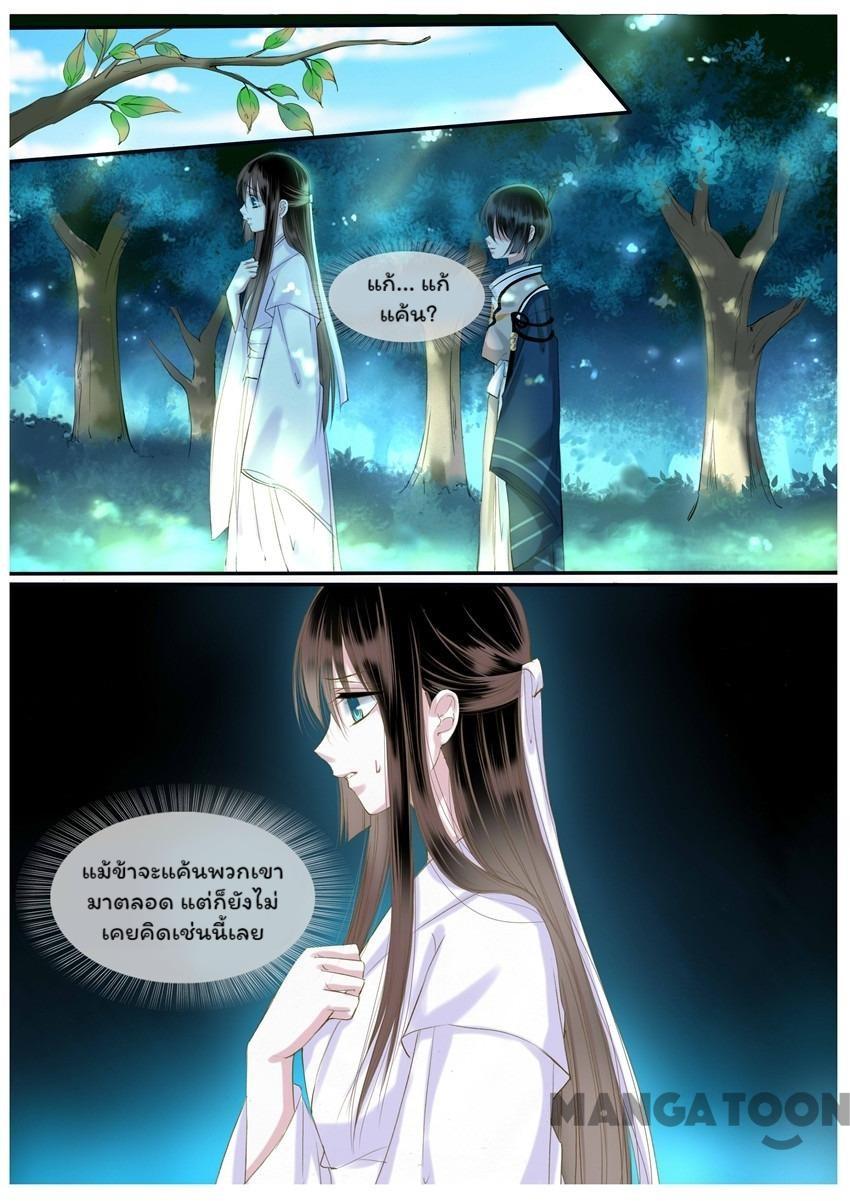 แก้... แก้
แค้น?
แม้ข้าจะแค้นพวกเขา
มาตลอด แต่ก็ยังไม่
เคยคิดเช่นนี้เลย
MANGATOON